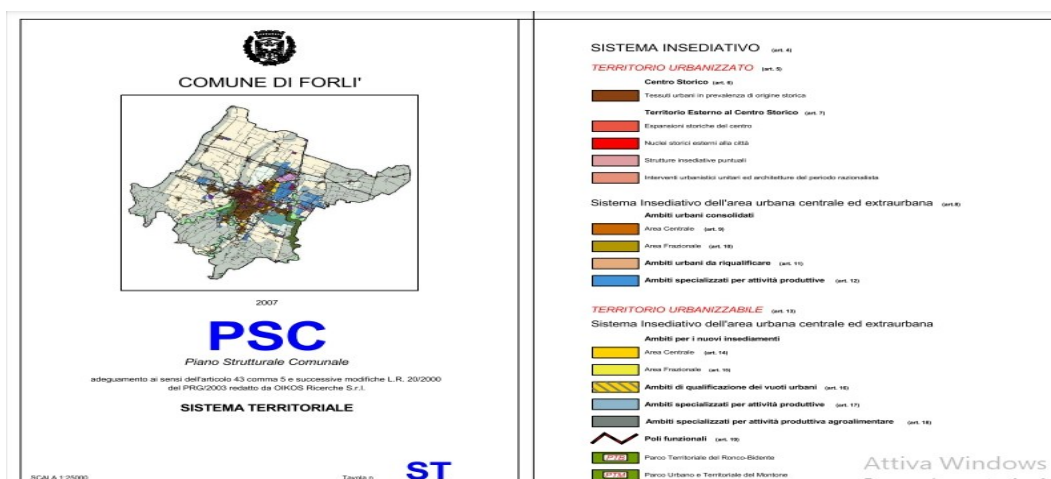 COMUNE DI FORLI'
2007
PSC
Piano Strutturale Comunale
adeguamento ai sensi dell'articolo 43 comma 5 e successive modifiche L.R. 20/2000
del PRG/2003 redatto da OIKOS Ricerche S.r.l.
SISTEMA TERRITORIALE
SCALA 1:25000
Tavola n.
ST
SISTEMA INSEDIATIVO (art. 4)
TERRITORIO URBANIZZATO (art. 5)
Centro Storico (art. 6)
Tessuti urbani in prevalenza di origine storica
Territorio Esterno al Centro Storico (art. 7)
Espansioni storiche del centro
Nuclei storici esterni alla città
Strutture insediative puntuali
Interventi urbanistici unitari ed architetture del periodo razionalista
Sistema Insediativo dell'area urbana centrale ed extraurbana (art.8)
Ambiti urbani consolidati
Area Centrale (art. 9)
Area Frazionale (art. 10)
Ambiti urbani da riqualificare (art. 11)
Ambiti specializzati per attività produttive (art. 12)
TERRITORIO URBANIZZABILE (art. 13)
Sistema Insediativo dell'area urbana centrale ed extraurbana
Ambiti per i nuovi insediamenti
Area Centrale (art. 14)
Area Frazionale (art. 15)
Ambiti di qualificazione dei vuoti urbani (art. 16)
Ambiti specializzati per attività produttive (art. 17)
Ambiti specializzati per attività produttiva agroalimentare (art. 18)
Poli funzionali (art. 19)
PTR Parco Territoriale del Ronco-Bidente
PTM Parco Urbano e Territoriale del Montone
Attiva Windows